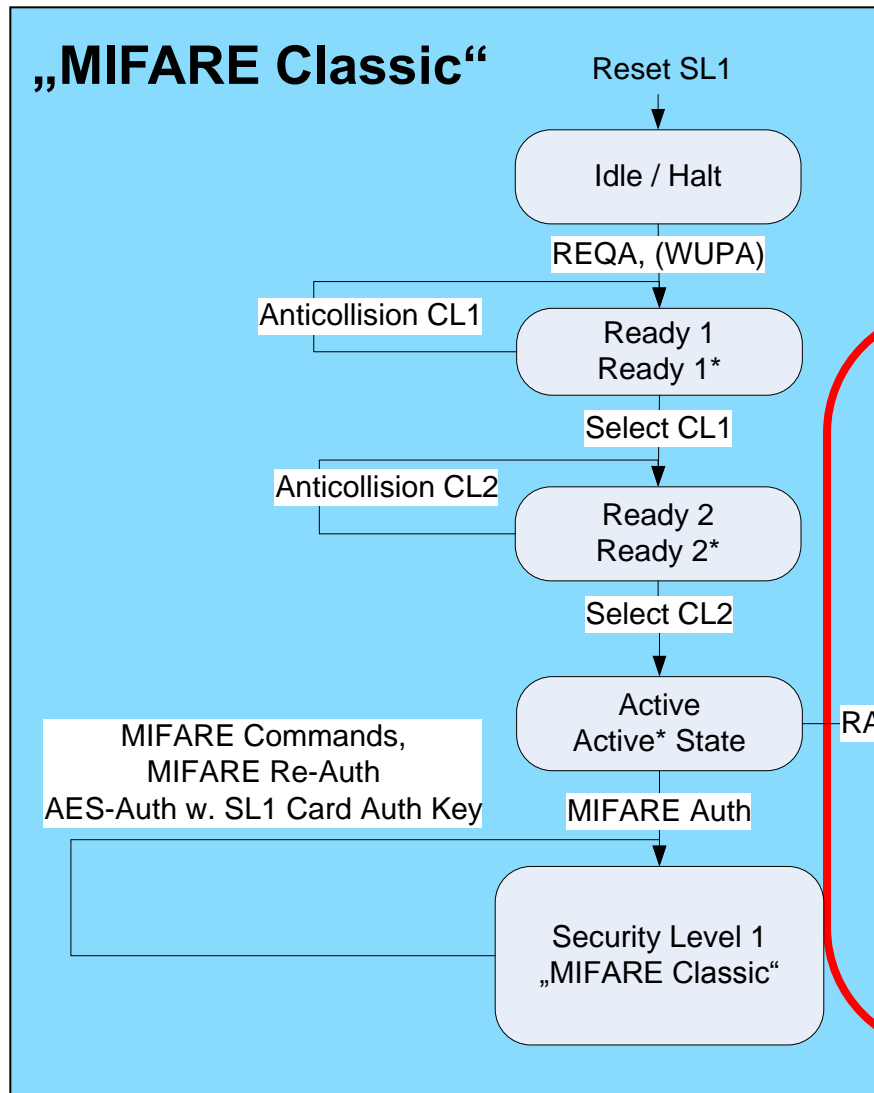 „MIFARE Classic“
Reset SL1
Idle / Halt
REQA, (WUPA)
Anticollision CL1
Ready 1
Ready 1*
Select CL1
Anticollision CL2
Ready 2
Ready 2*
Select CL2
Active
Active* State
RA
MIFARE Commands,
MIFARE Re-Auth
AES-Auth w. SL1 Card Auth Key
MIFARE Auth
Security Level 1
„MIFARE Classic“